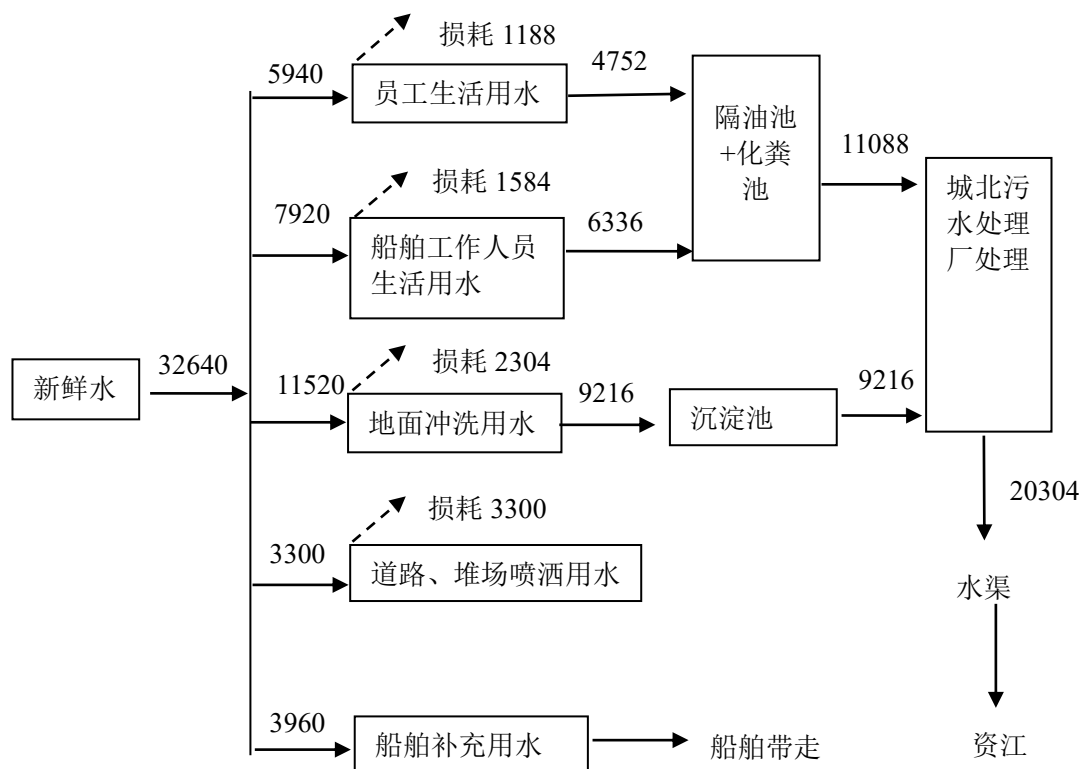 损耗 1188
5940
4752
员工生活用水
隔油池
+化粪
池
11088
城北污
水处理
厂处理
损耗 1584
7920
6336
船舶工作人员
生活用水
损耗 2304
32640
11520
9216
9216
新鲜水
地面冲洗用水
沉淀池
20304
损耗 3300
3300
道路、堆场喷洒用水
水渠
3960
船舶补充用水
船舶带走
资江